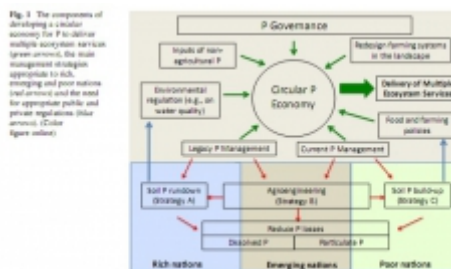 Fig. 1 The components of
developing a circular
economy for P to deliver
multiple ecosystem services
(green arrows), the main
management strategies
appropriate to rich,
emerging and poor nations
(red arrows) and the need
for appropriate public and
private regulations (blue
arrows). (Color
figure online)
P Governance
Inputs of non-
agricultural P
Redesign farming systems
in the landscape
Environmental
regulation (e.g., on
water quality)
Circular P
Economy
Delivery of Multiple
Ecosystem Services
Food and farming
policies
Legacy P Management
Current P Management
Soil P rundown
(Strategy A)
Agroengineering
(Strategy B)
Soil P build-up
(Strategy C)
Reduce P losses
Dissolved P
Particulate P
Rich nations
Emerging nations
Poor nations